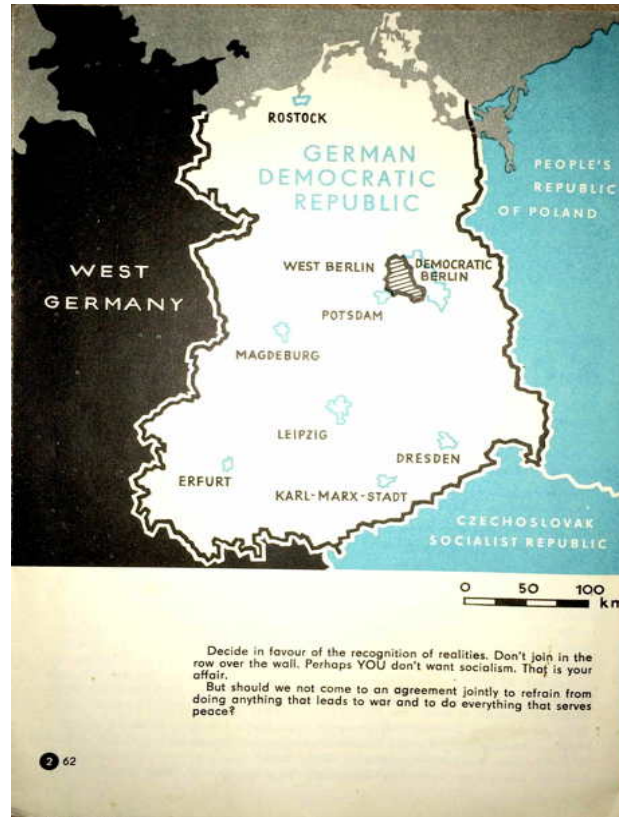 ROSTOCK
GERMAN
DEMOCRATIC
REPUBLIC
PEOPLE'S
REPUBLIC
OF POLAND
WEST
GERMANY
WEST BERLIN
DEMOCRATIC
BERLIN
POTSDAM
MAGDEBURG
LEIPZIG
DRESDEN
ERFURT
KARL-MARX-STADT
CZECHOSLOVAK
SOCIALIST REPUBLIC
0 50 100
km
Decide in favour of the recognition of realities. Don't join in the
row over the wall. Perhaps YOU don't want socialism. That is your
affair.
But should we not come to an agreement jointly to refrain from
doing anything that leads to war and to do everything that serves
peace?
2 62